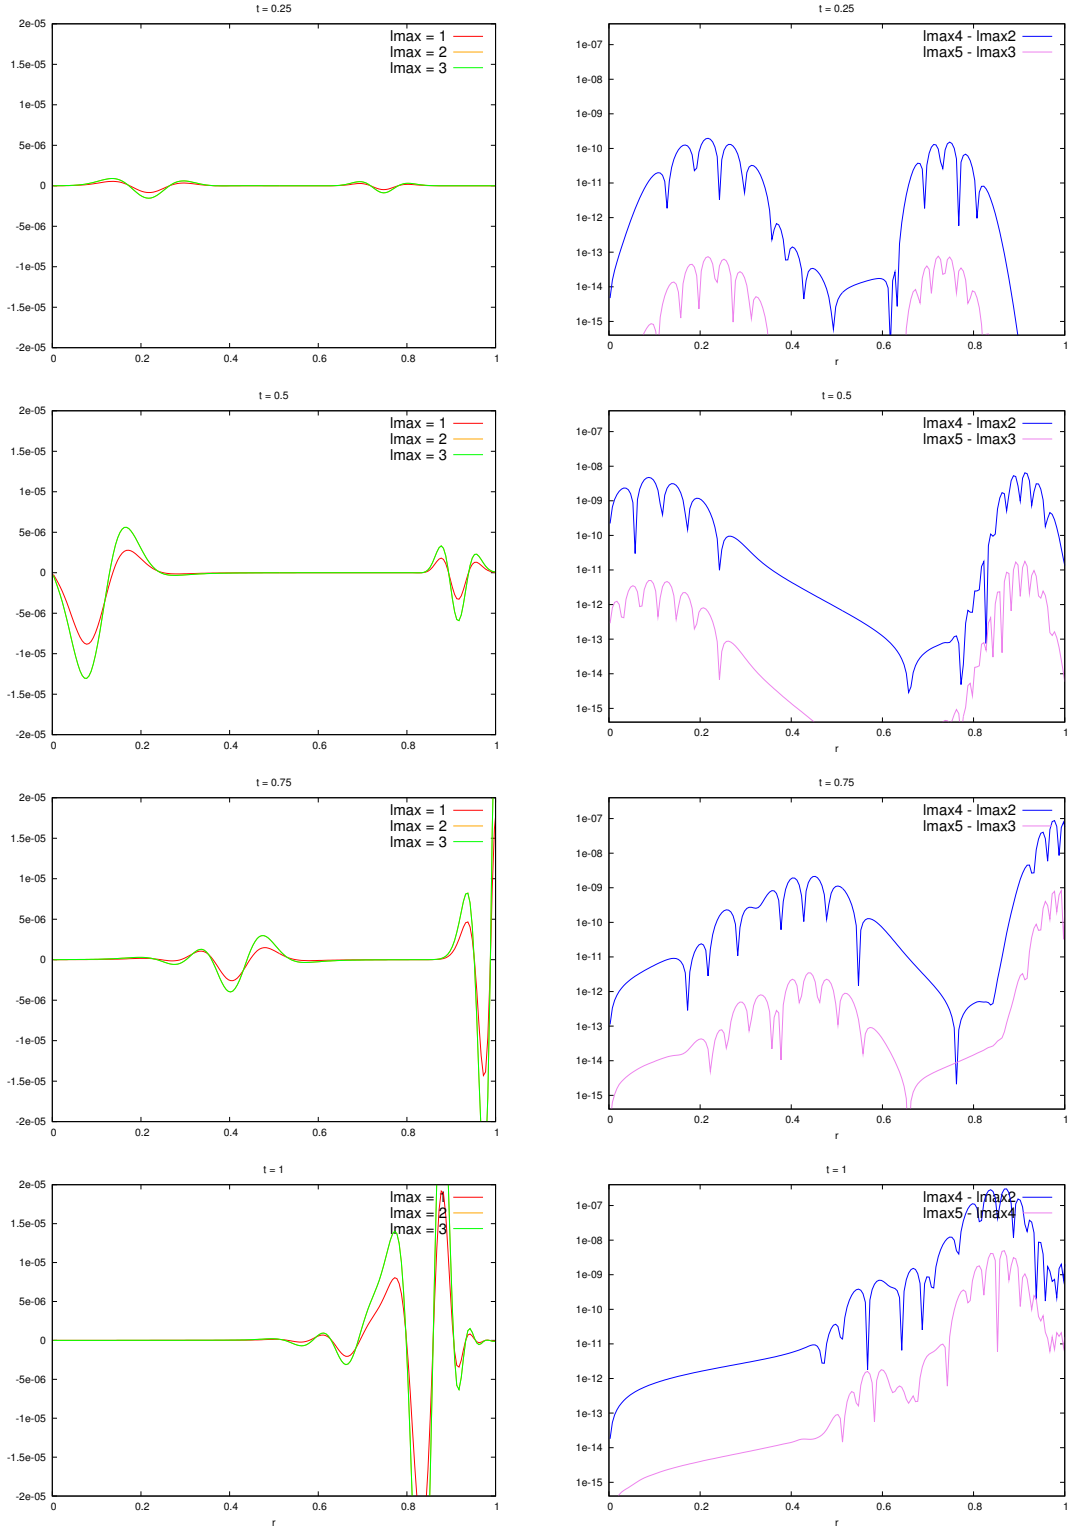 t = 0.25
2e-05
1.5e-05
1e-05
5e-06
0
-5e-06
-1e-05
-1.5e-05
-2e-05
0 0.2 0.4 0.6 0.8 1
lmax = 1
lmax = 2
lmax = 3
t = 0.25
1e-07
1e-08
1e-09
1e-10
1e-11
1e-12
1e-13
1e-14
1e-15
0 0.2 0.4 0.6 0.8 1
r
lmax4 - lmax2
lmax5 - lmax3
t = 0.5
2e-05
1.5e-05
1e-05
5e-06
0
-5e-06
-1e-05
-1.5e-05
-2e-05
0 0.2 0.4 0.6 0.8 1
lmax = 1
lmax = 2
lmax = 3
t = 0.5
1e-07
1e-08
1e-09
1e-10
1e-11
1e-12
1e-13
1e-14
1e-15
0 0.2 0.4 0.6 0.8 1
r
lmax4 - lmax2
lmax5 - lmax3
t = 0.75
2e-05
1.5e-05
1e-05
5e-06
0
-5e-06
-1e-05
-1.5e-05
-2e-05
0 0.2 0.4 0.6 0.8 1
lmax = 1
lmax = 2
lmax = 3
t = 0.75
1e-07
1e-08
1e-09
1e-10
1e-11
1e-12
1e-13
1e-14
1e-15
0 0.2 0.4 0.6 0.8 1
r
lmax4 - lmax2
lmax5 - lmax3
t = 1
2e-05
1.5e-05
1e-05
5e-06
0
-5e-06
-1e-05
-1.5e-05
-2e-05
0 0.2 0.4 0.6 0.8 1
r
lmax = 1
lmax = 2
lmax = 3
t = 1
1e-07
1e-08
1e-09
1e-10
1e-11
1e-12
1e-13
1e-14
1e-15
0 0.2 0.4 0.6 0.8 1
r
lmax4 - lmax2
lmax5 - lmax4